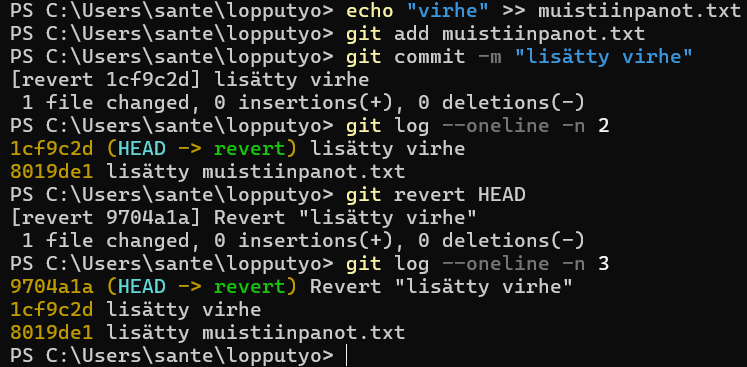 PS C:\Users\sante\lopputyo> echo "virhe" >> muistiinpanot.txt
PS C:\Users\sante\lopputyo> git add muistiinpanot.txt
PS C:\Users\sante\lopputyo> git commit -m "lisätty virhe"
[revert 1cf9c2d] lisätty virhe
 1 file changed, 0 insertions(+), 0 deletions(-)
PS C:\Users\sante\lopputyo> git log --oneline -n 2
1cf9c2d (HEAD -> revert) lisätty virhe
8019de1 lisätty muistiinpanot.txt
PS C:\Users\sante\lopputyo> git revert HEAD
[revert 9704a1a] Revert "lisätty virhe"
 1 file changed, 0 insertions(+), 0 deletions(-)
PS C:\Users\sante\lopputyo> git log --oneline -n 3
9704a1a (HEAD -> revert) Revert "lisätty virhe"
1cf9c2d lisätty virhe
8019de1 lisätty muistiinpanot.txt
PS C:\Users\sante\lopputyo>